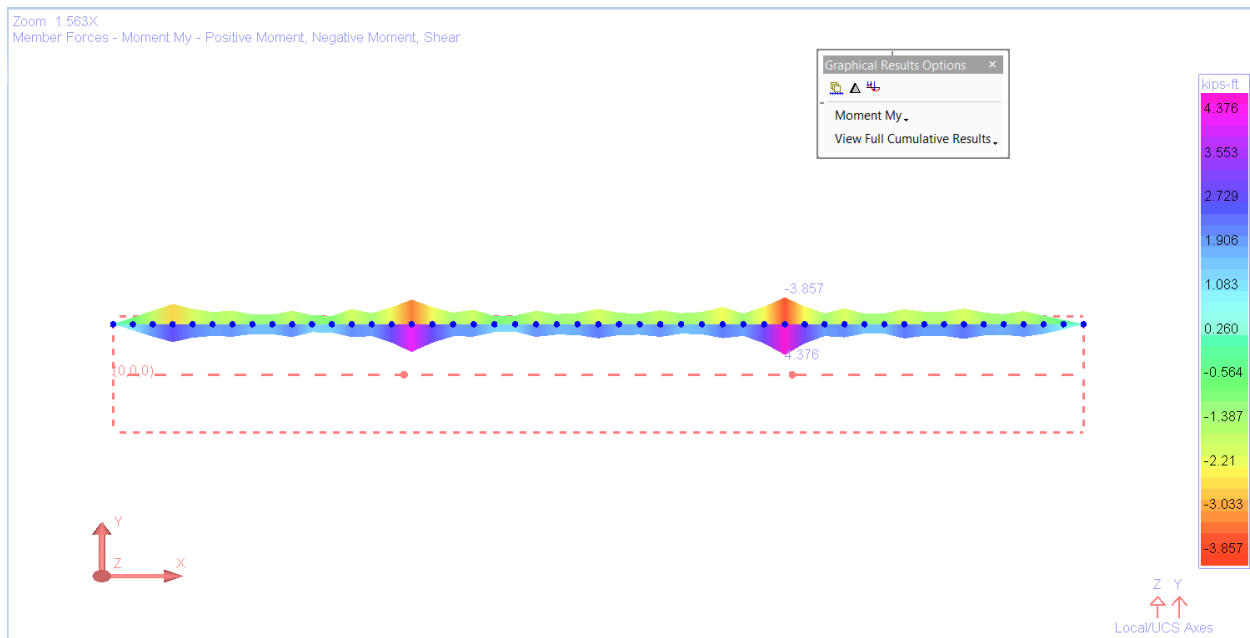 Zoom 1.563X
Member Forces - Moment My - Positive Moment, Negative Moment, Shear
Graphical Results Options
Moment My
View Full Cumulative Results
kips-ft
4.376
3.553
2.729
1.906
1.083
0.260
-0.564
-1.387
-2.21
-3.033
-3.857
-3.857
4.376
(0,0,0)
Y
Z X
Z Y
Local/UCS Axes